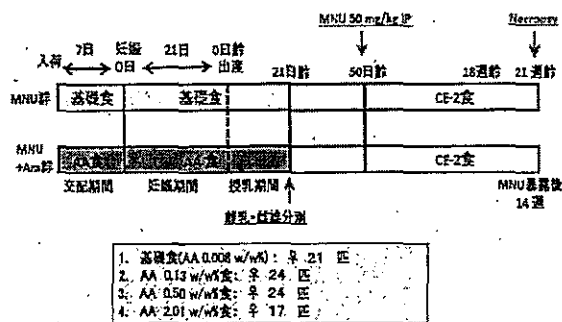 MNU 50 mg/kg IP
Necropsy
7日 妊娠 21日 0日齢
入荷 0日 出産 21日齢 50日齢 18週齢 21週齢
MNU群 基礎食 基礎食 CE-2食
MNU
+Ara群 CE-2食
交配期間 妊娠期間 授乳期間 MNU暴露後
14週
離乳・雌雄分別
1. 基礎食(AA 0.008 w/w%): ♀ 21 匹
2. AA 0.13 w/w%食: ♀ 24 匹
3. AA 0.50 w/w%食: ♀ 24 匹
4. AA 2.01 w/w%食: ♀ 17 匹